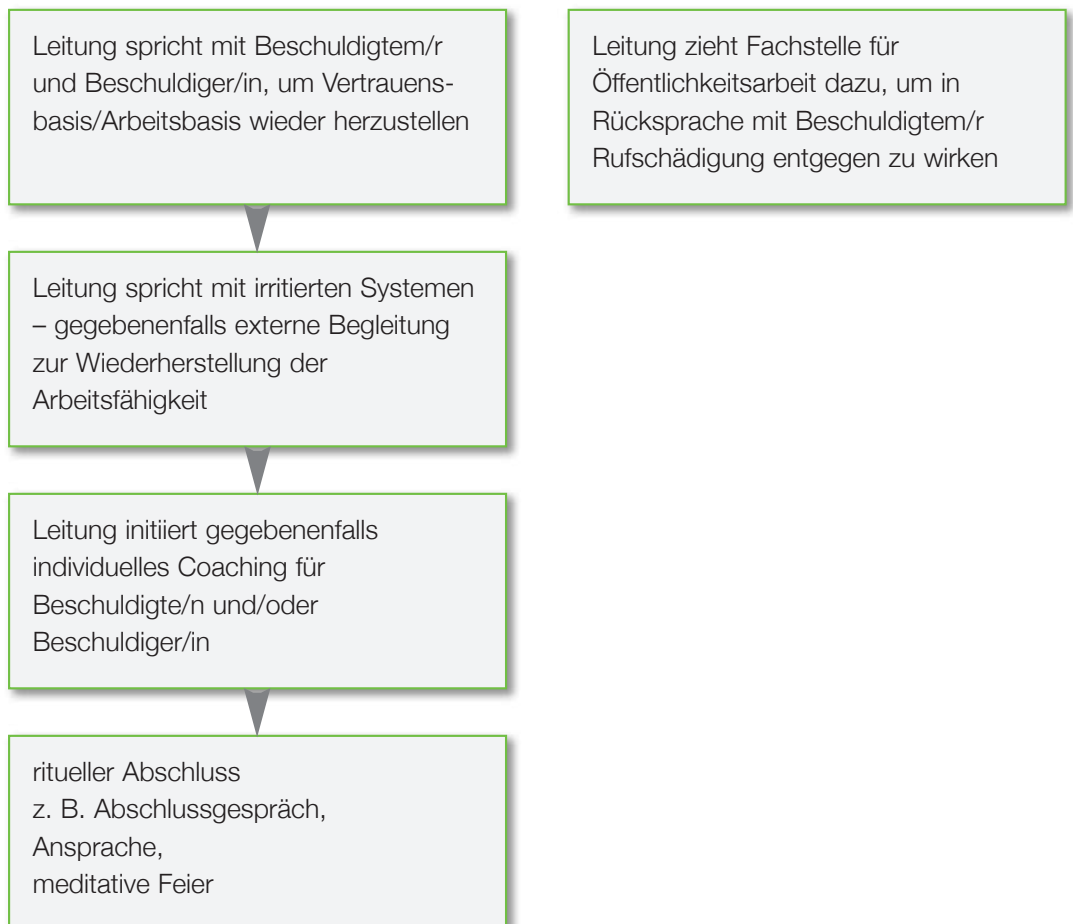 Leitung spricht mit Beschuldigtem/r
und Beschuldiger/in, um Vertrauens-
basis/Arbeitsbasis wieder herzustellen
Leitung zieht Fachstelle für
Öffentlichkeitsarbeit dazu, um in
Rücksprache mit Beschuldigtem/r
Rufschädigung entgegen zu wirken
Leitung spricht mit irritierten Systemen
– gegebenenfalls externe Begleitung
zur Wiederherstellung der
Arbeitsfähigkeit
Leitung initiiert gegebenenfalls
individuelles Coaching für
Beschuldigte/n und/oder
Beschuldiger/in
ritueller Abschluss
z. B. Abschlussgespräch,
Ansprache,
meditative Feier